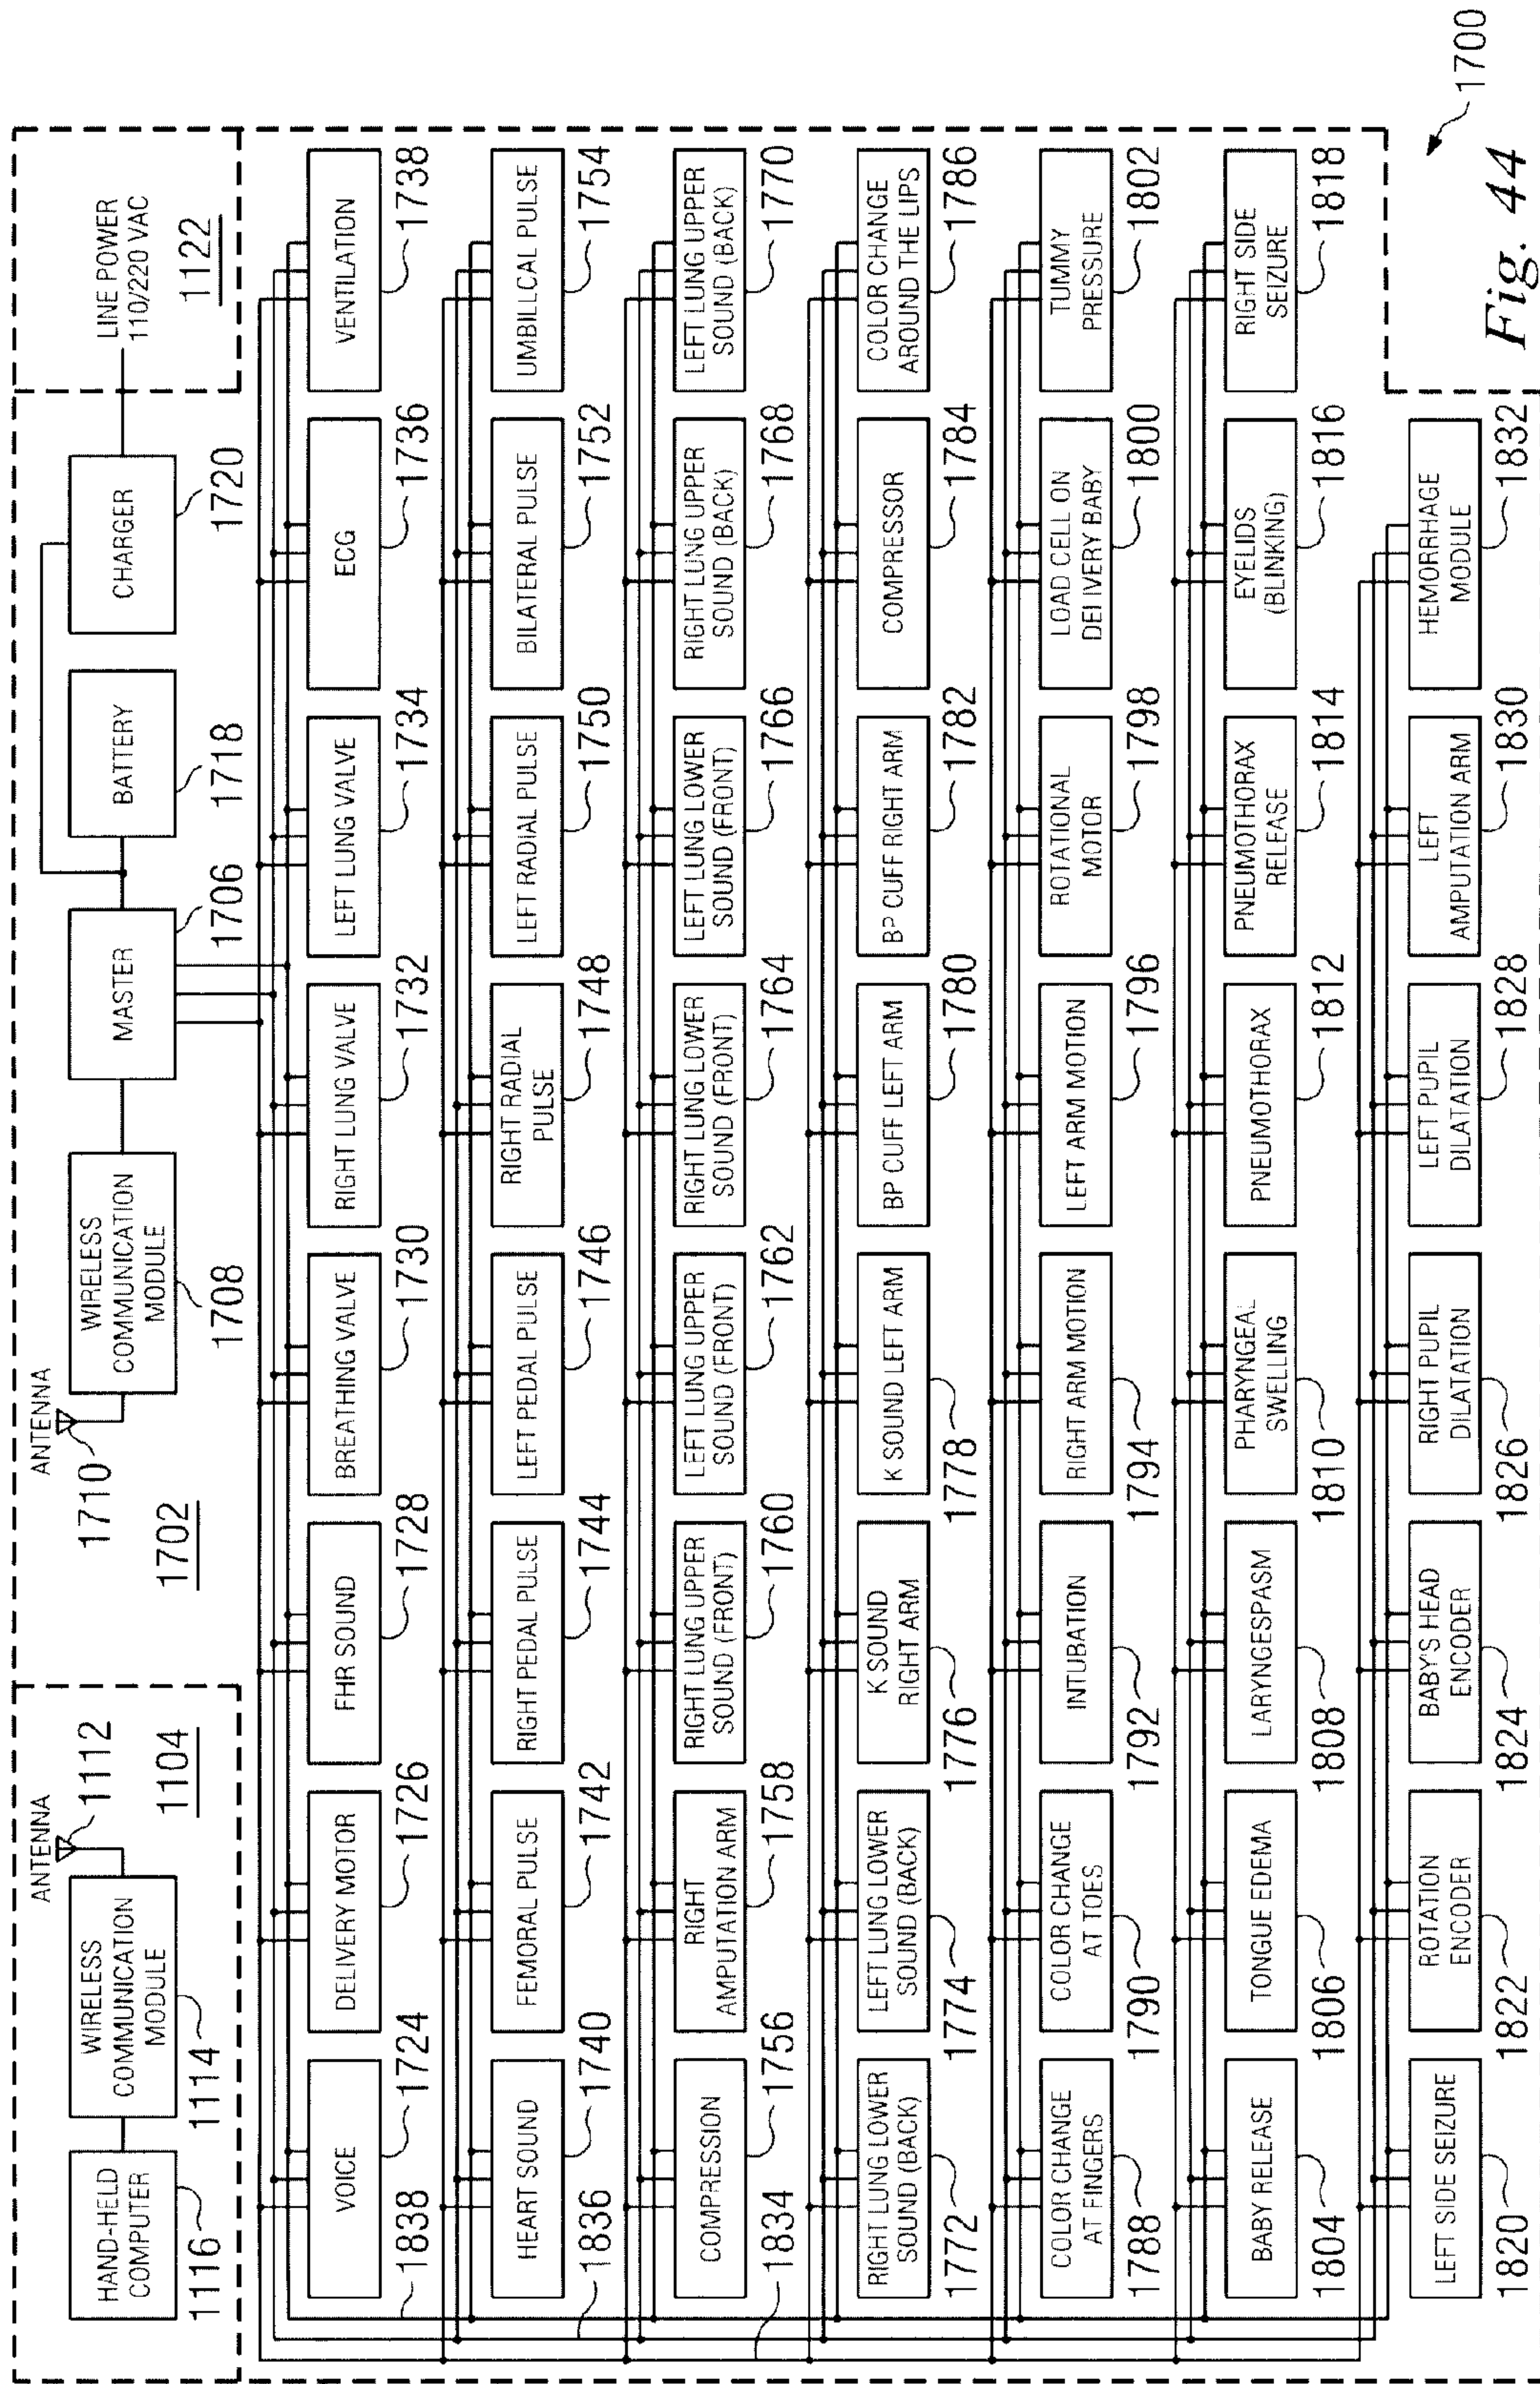 HAND-HELD
COMPUTER
1116
WIRELESS
COMMUNICATION
MODULE
1114
ANTENNA
1112
1104
ANTENNA
1710
1702
WIRELESS
COMMUNICATION
MODULE
1708
MASTER
1706
BATTERY
1718
CHARGER
1720
LINE POWER
110/220 VAC
1122
VOICE
1724
DELIVERY MOTOR
1726
FHR SOUND
1728
BREATHING VALVE
1730
RIGHT LUNG VALVE
1732
LEFT LUNG VALVE
1734
ECG
1736
VENTILATION
1738
1838
HEART SOUND
1740
FEMORAL PULSE
1742
RIGHT PEDAL PULSE
1744
LEFT PEDAL PULSE
1746
RIGHT RADIAL
PULSE
1748
LEFT RADIAL PULSE
1750
BILATERAL PULSE
1752
UMBILLCAL PULSE
1754
1836
COMPRESSION
1756
RIGHT
AMPUTATION ARM
1758
RIGHT LUNG UPPER
SOUND (FRONT)
1760
LEFT LUNG UPPER
SOUND (FRONT)
1762
RIGHT LUNG LOWER
SOUND (FRONT)
1764
LEFT LUNG LOWER
SOUND (FRONT)
1766
RIGHT LUNG UPPER
SOUND (BACK)
1768
LEFT LUNG UPPER
SOUND (BACK)
1770
1834
RIGHT LUNG LOWER
SOUND (BACK)
1772
LEFT LUNG LOWER
SOUND (BACK)
1774
K SOUND
RIGHT ARM
1776
K SOUND LEFT ARM
1778
BP CUFF LEFT ARM
1780
BP CUFF RIGHT ARM
1782
COMPRESSOR
1784
COLOR CHANGE
AROUND THE LIPS
1786
COLOR CHANGE
AT FINGERS
1788
COLOR CHANGE
AT TOES
1790
INTUBATION
1792
RIGHT ARM MOTION
1794
LEFT ARM MOTION
1796
ROTATIONAL
MOTOR
1798
LOAD CELL ON
DELIVERY BABY
1800
TUMMY
PRESSURE
1802
BABY RELEASE
1804
TONGUE EDEMA
1806
LARYNGESPASM
1808
PHARYNGEAL
SWELLING
1810
PNEUMOTHORAX
1812
PNEUMOTHORAX
RELEASE
1814
EYELIDS
(BLINKING)
1816
RIGHT SIDE
SEIZURE
1818
LEFT SIDE SEIZURE
1820
ROTATION
ENCODER
1822
BABY'S HEAD
ENCODER
1824
RIGHT PUPIL
DILATATION
1826
LEFT PUPIL
DILATATION
1828
LEFT
AMPUTATION ARM
1830
HEMORRHAGE
MODULE
1832
1700
Fig. 44